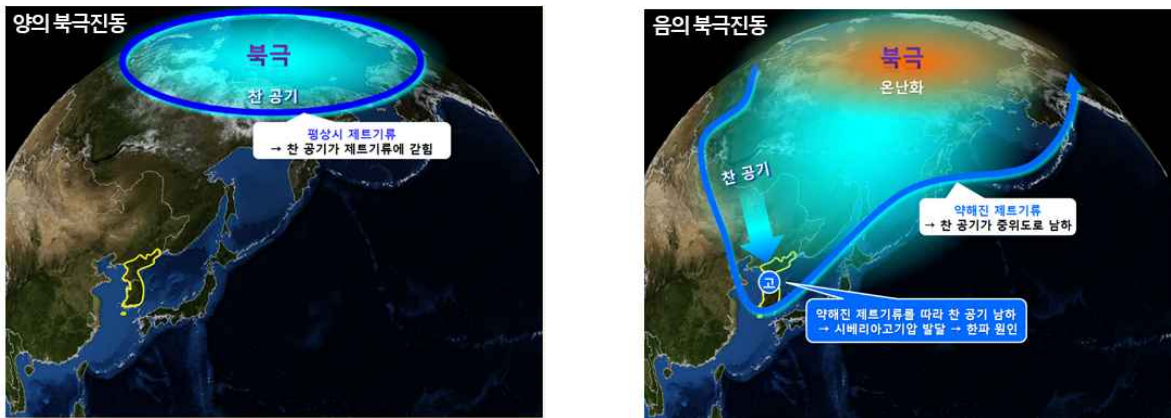 양의 북극진동
북극
찬 공기
평상시 제트기류
→ 찬 공기가 제트기류에 갇힘
음의 북극진동
북극
온난화
찬 공기
약해진 제트기류
→ 찬 공기가 중위도로 남하
고
약해진 제트기류를 따라 찬 공기 남하
→ 시베리아고기압 발달 → 한파 원인